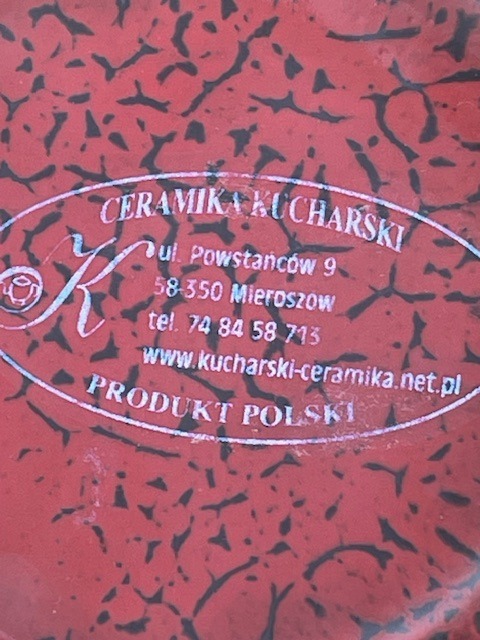 CERAMIKA KUCHARSKI
K
ul. Powstańców 9
58-350 Mieroszow
tel. 74 84 58 713
www.kucharski-ceramika.net.pl
PRODUKT POLSKI